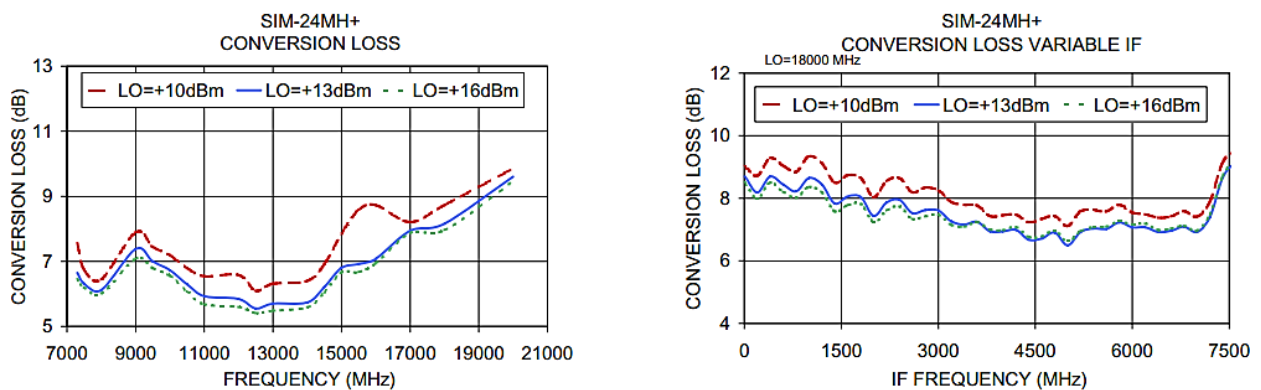 SIM-24MH+
CONVERSION LOSS
CONVERSION LOSS (dB)
13
11
9
7
5
LO=+10dBm LO=+13dBm LO=+16dBm
7000 9000 11000 13000 15000 17000 19000 21000
FREQUENCY (MHz)
SIM-24MH+
CONVERSION LOSS VARIABLE IF
LO=18000 MHz
CONVERSION LOSS (dB)
12
10
8
6
4
LO=+10dBm LO=+13dBm LO=+16dBm
0 1500 3000 4500 6000 7500
IF FREQUENCY (MHz)